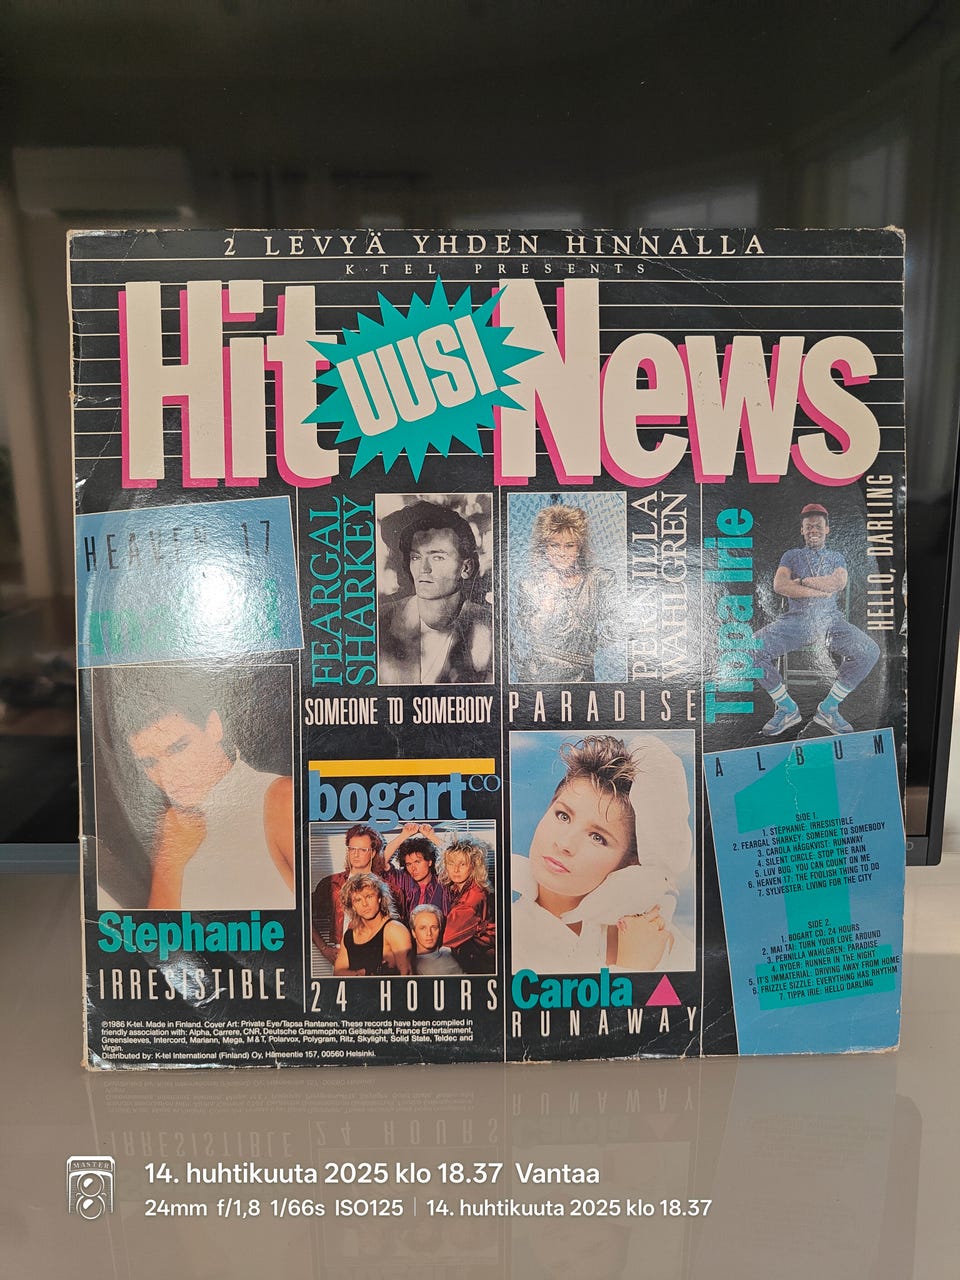 2 LEVYÄ YHDEN HINNALLA
K·TEL PRESENTS
Hit UUSI News
HEAVEN 17
FEARGAL
SHARKEY
SOMEONE TO SOMEBODY
PERNILLA
WAHLGREN
PARADISE
Tippa Irie
HELLO, DARLING
Stephanie
IRRESISTIBLE
bogart co
24 HOURS
Carola
RUNAWAY
ALBUM
1
SIDE 1.
1. STÉPHANIE: IRRESISTIBLE
2. FEARGAL SHARKEY: SOMEONE TO SOMEBODY
3. CAROLA HÄGGKVIST: RUNAWAY
4. SILENT CIRCLE: STOP THE RAIN
5. LUV BUG: YOU CAN COUNT ON ME
6. HEAVEN 17: THE FOOLISH THING TO DO
7. SYLVESTER: LIVING FOR THE CITY
SIDE 2.
1. BOGART CO: 24 HOURS
2. MAI TAI: TURN YOUR LOVE AROUND
3. PERNILLA WAHLGREN: PARADISE
4. RYDER: RUNNER IN THE NIGHT
5. IT'S IMMATERIAL: DRIVING AWAY FROM HOME
6. FRIZZLE SIZZLE: EVERYTHING HAS RHYTHM
7. TIPPA IRIE: HELLO DARLING
℗1986 K-tel. Made in Finland. Cover Art: Private Eye/Tapsa Rantanen. These records have been compiled in
friendly association with: Alpha, Carrere, CNR, Deutsche Grammophon Gesellschaft, France Entertainment,
Greensleeves, Intercord, Mariann, Mega, M&T, Polarvox, Polygram, Ritz, Skylight, Solid State, Teldec and
Virgin.
Distributed by: K-tel International (Finland) Oy, Hämeentie 157, 00560 Helsinki.
MASTER
14. huhtikuuta 2025 klo 18.37 Vantaa
24mm f/1,8 1/66s ISO125 | 14. huhtikuuta 2025 klo 18.37